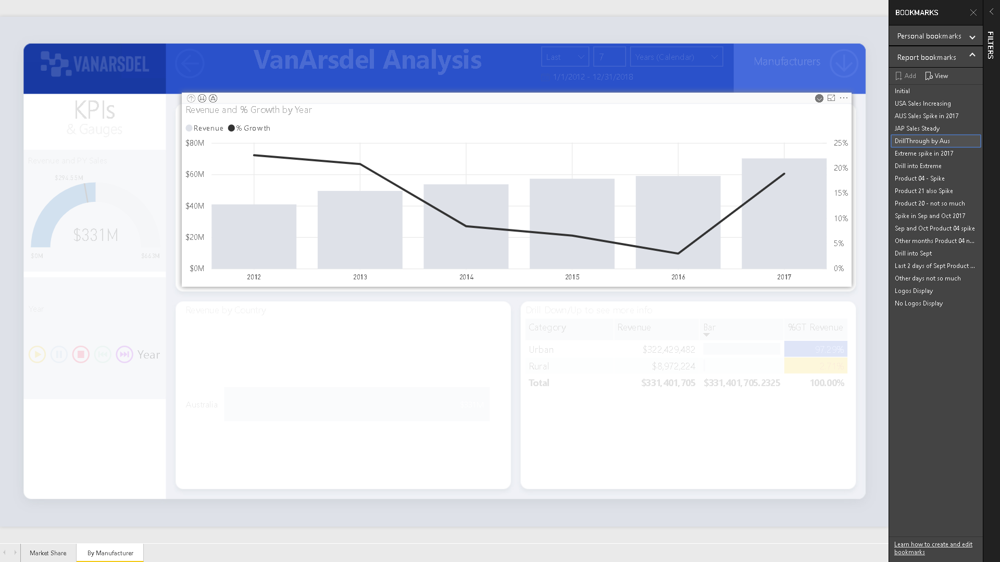 BOOKMARKS
FILTERS
Personal bookmarks
Report bookmarks
Add View
Initial
USA Sales Increasing
AUS Sales Spike in 2017
JAP Sales Steady
DrillThrough by Aus
Extreme spike in 2017
Drill into Extreme
Product 04 - Spike
Product 21 also Spike
Product 20 - not so much
Spike in Sep and Oct 2017
Sep and Oct Product 04 spike
Other months Product 04 n...
Drill into Sept
Last 2 days of Sept Product ...
Other days not so much
Logos Display
No Logos Display
Learn how to create and edit
bookmarks
VANARSDEL
VanArsdel Analysis
Last 7 Years (Calendar)
1/1/2012 - 12/31/2018
Manufacturers
KPIs
& Gauges
Revenue and PY Sales
$294.55M
$331M
$0M $663M
Year
Year
Revenue and % Growth by Year
Revenue % Growth
$80M
$60M
$40M
$20M
$0M
25%
20%
15%
10%
5%
0%
2012 2013 2014 2015 2016 2017
Revenue by Country
Australia
Drill Down/Up to see more info
Category Revenue Bar %GT Revenue
Urban $322,429,482 97.29%
Rural $8,972,224 2.71%
Total $331,401,705 $331,401,705.2325 100.00%
Market Share By Manufacturer